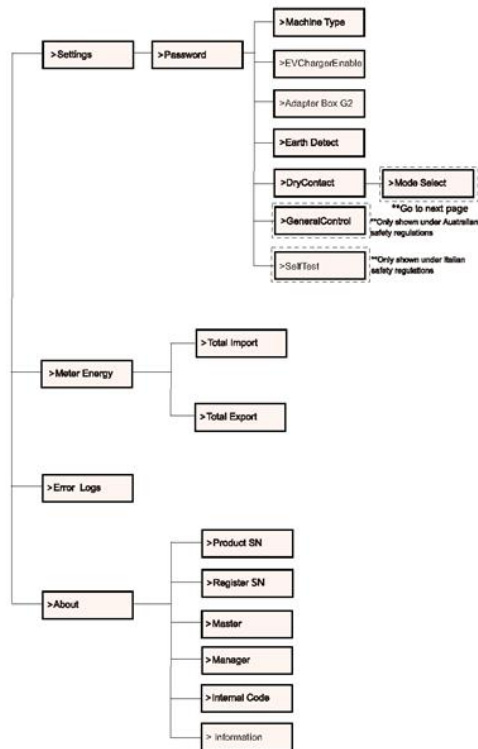 >Machine Type
>Settings
>Password
>EVChargerEnable
>Adapter Box G2
>Earth Detect
>DryContact
>Mode Select
**Go to next page
>GeneralControl
**Only shown under Australian
safety regulations
>SelfTest
**Only shown under Italian
safety regulations
>Total Import
>Meter Energy
>Total Export
>Error Logs
>Product SN
>Register SN
>About
>Master
>Manager
>Internal Code
> Information